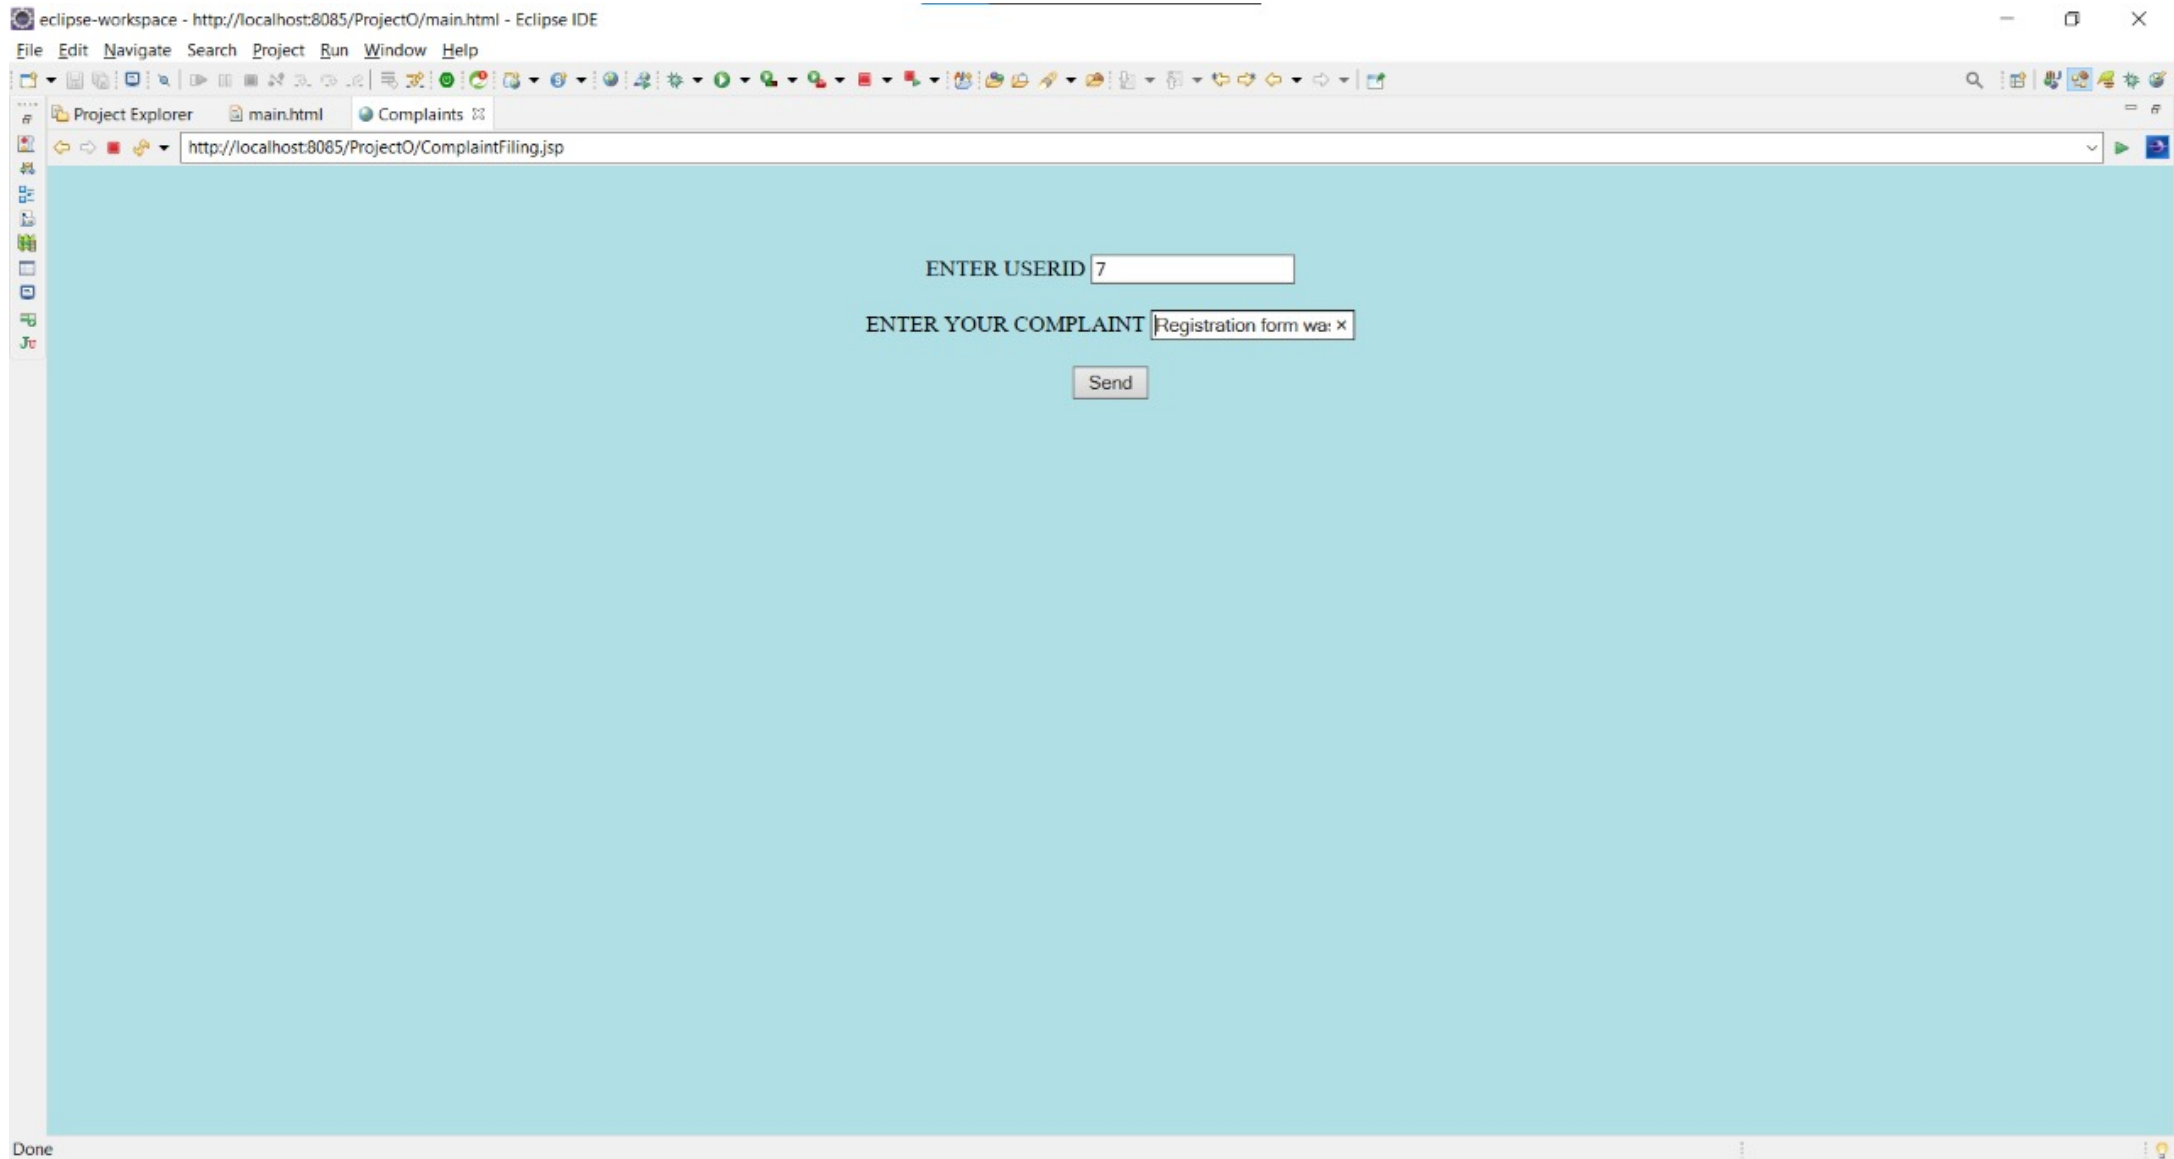 eclipse-workspace - http://localhost:8085/ProjectO/main.html - Eclipse IDE
File Edit Navigate Search Project Run Window Help
Project Explorer main.html Complaints
http://localhost:8085/ProjectO/ComplaintFiling.jsp
ENTER USERID 7
ENTER YOUR COMPLAINT Registration form
Send
Ju
Done